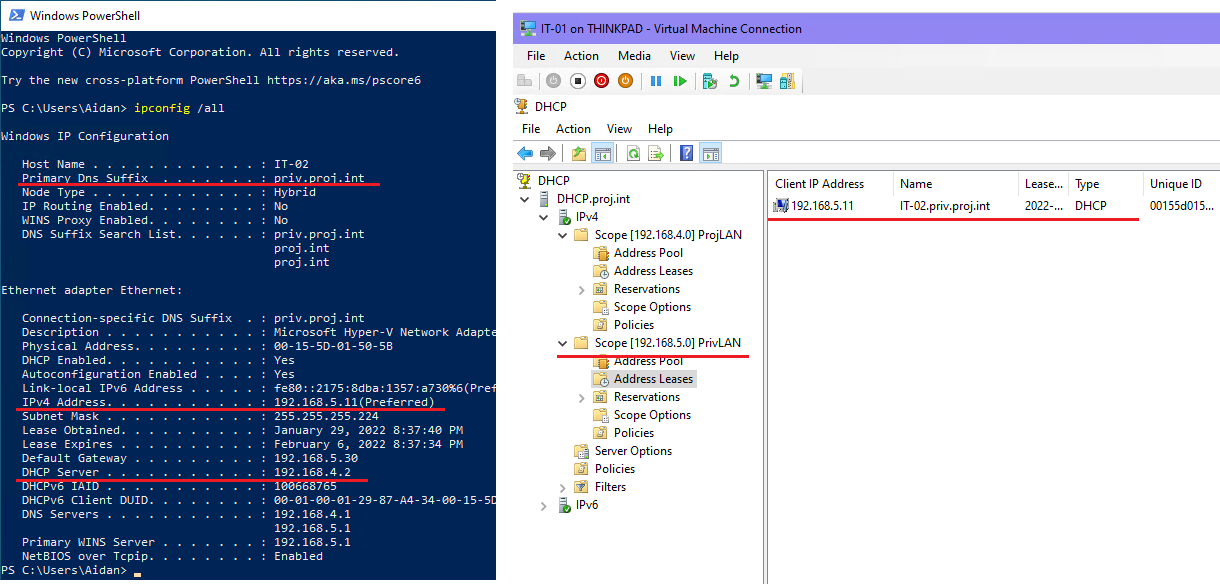 Windows PowerShell
Windows PowerShell
Copyright (C) Microsoft Corporation. All rights reserved.
Try the new cross-platform PowerShell https://aka.ms/pscore6
PS C:\Users\Aidan> ipconfig /all
Windows IP Configuration
Host Name . . . . . . . . . . . . : IT-02
Primary Dns Suffix  . . . . . . . : priv.proj.int
Node Type . . . . . . . . . . . . : Hybrid
IP Routing Enabled. . . . . . . . : No
WINS Proxy Enabled. . . . . . . . : No
DNS Suffix Search List. . . . . . : priv.proj.int
proj.int
proj.int
Ethernet adapter Ethernet:
Connection-specific DNS Suffix  . : priv.proj.int
Description . . . . . . . . . . . : Microsoft Hyper-V Network Adapte
Physical Address. . . . . . . . . : 00-15-5D-01-50-5B
DHCP Enabled. . . . . . . . . . . : Yes
Autoconfiguration Enabled . . . . : Yes
Link-local IPv6 Address . . . . . : fe80::2175:8dba:1357:a730%6(Pref
IPv4 Address. . . . . . . . . . . : 192.168.5.11(Preferred)
Subnet Mask . . . . . . . . . . . : 255.255.255.224
Lease Obtained. . . . . . . . . . : January 29, 2022 8:37:40 PM
Lease Expires . . . . . . . . . . : February 6, 2022 8:37:34 PM
Default Gateway . . . . . . . . . : 192.168.5.30
DHCP Server . . . . . . . . . . . : 192.168.4.2
DHCPv6 IAID . . . . . . . . . . . : 100668765
DHCPv6 Client DUID. . . . . . . . : 00-01-00-01-29-87-A4-34-00-15-5D
DNS Servers . . . . . . . . . . . : 192.168.4.1
192.168.5.1
Primary WINS Server . . . . . . . : 192.168.5.1
NetBIOS over Tcpip. . . . . . . . : Enabled
PS C:\Users\Aidan>
IT-01 on THINKPAD - Virtual Machine Connection
File Action Media View Help
DHCP
File Action View Help
DHCP
DHCP.proj.int
IPv4
Scope [192.168.4.0] ProjLAN
Address Pool
Address Leases
Reservations
Scope Options
Policies
Scope [192.168.5.0] PrivLAN
Address Pool
Address Leases
Reservations
Scope Options
Policies
Server Options
Policies
Filters
IPv6
Client IP Address Name Lease... Type Unique ID
192.168.5.11 IT-02.priv.proj.int 2022-... DHCP 00155d015...